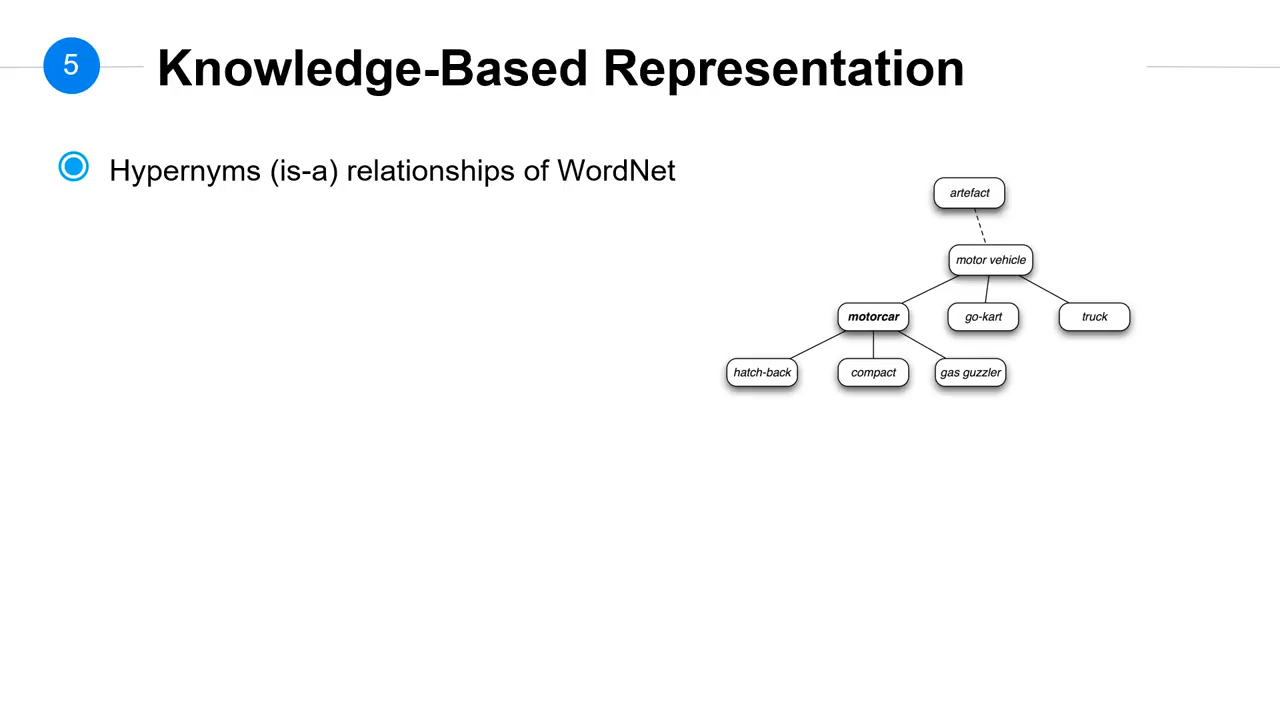 5
Knowledge-Based Representation
Hypernyms (is-a) relationships of WordNet
artefact
motor vehicle
motorcar
go-kart
truck
hatch-back
compact
gas guzzler